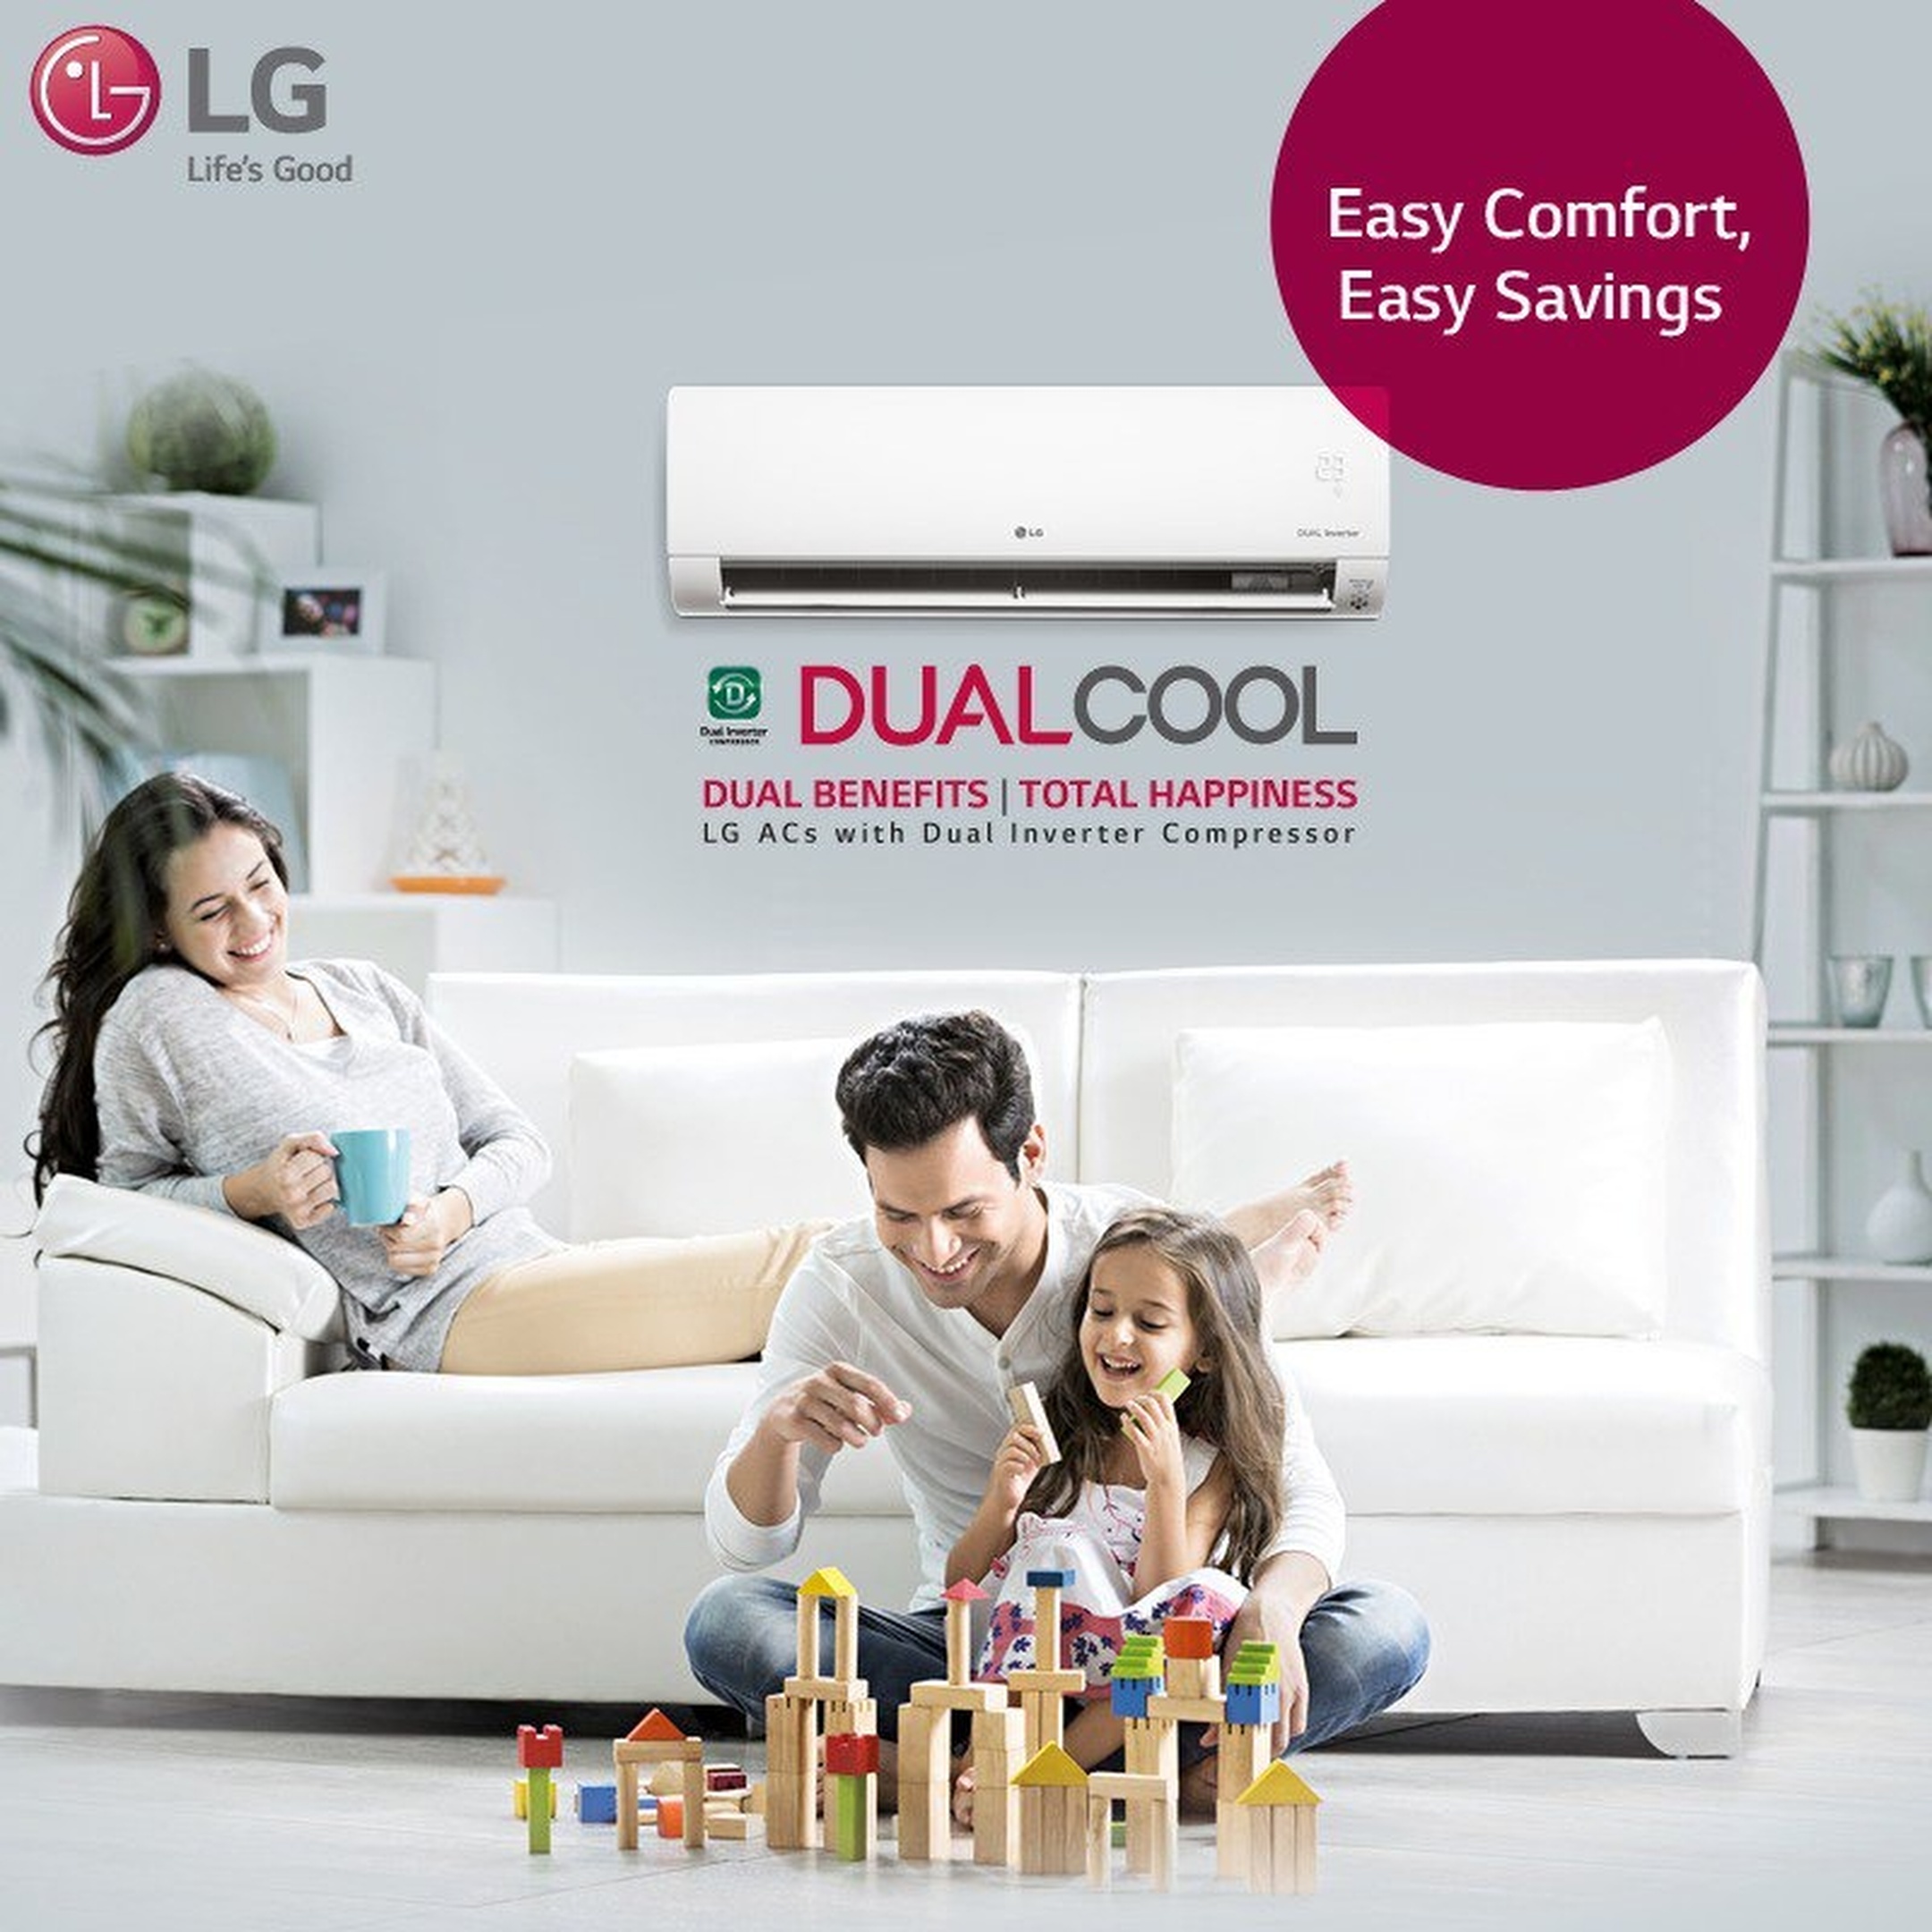 LG
Life's Good
Easy Comfort,
Easy Savings
LG
DUAL Inverter
Dual Inverter
COMPRESSOR
DUALCOOL
DUAL BENEFITS | TOTAL HAPPINESS
LG ACs with Dual Inverter Compressor